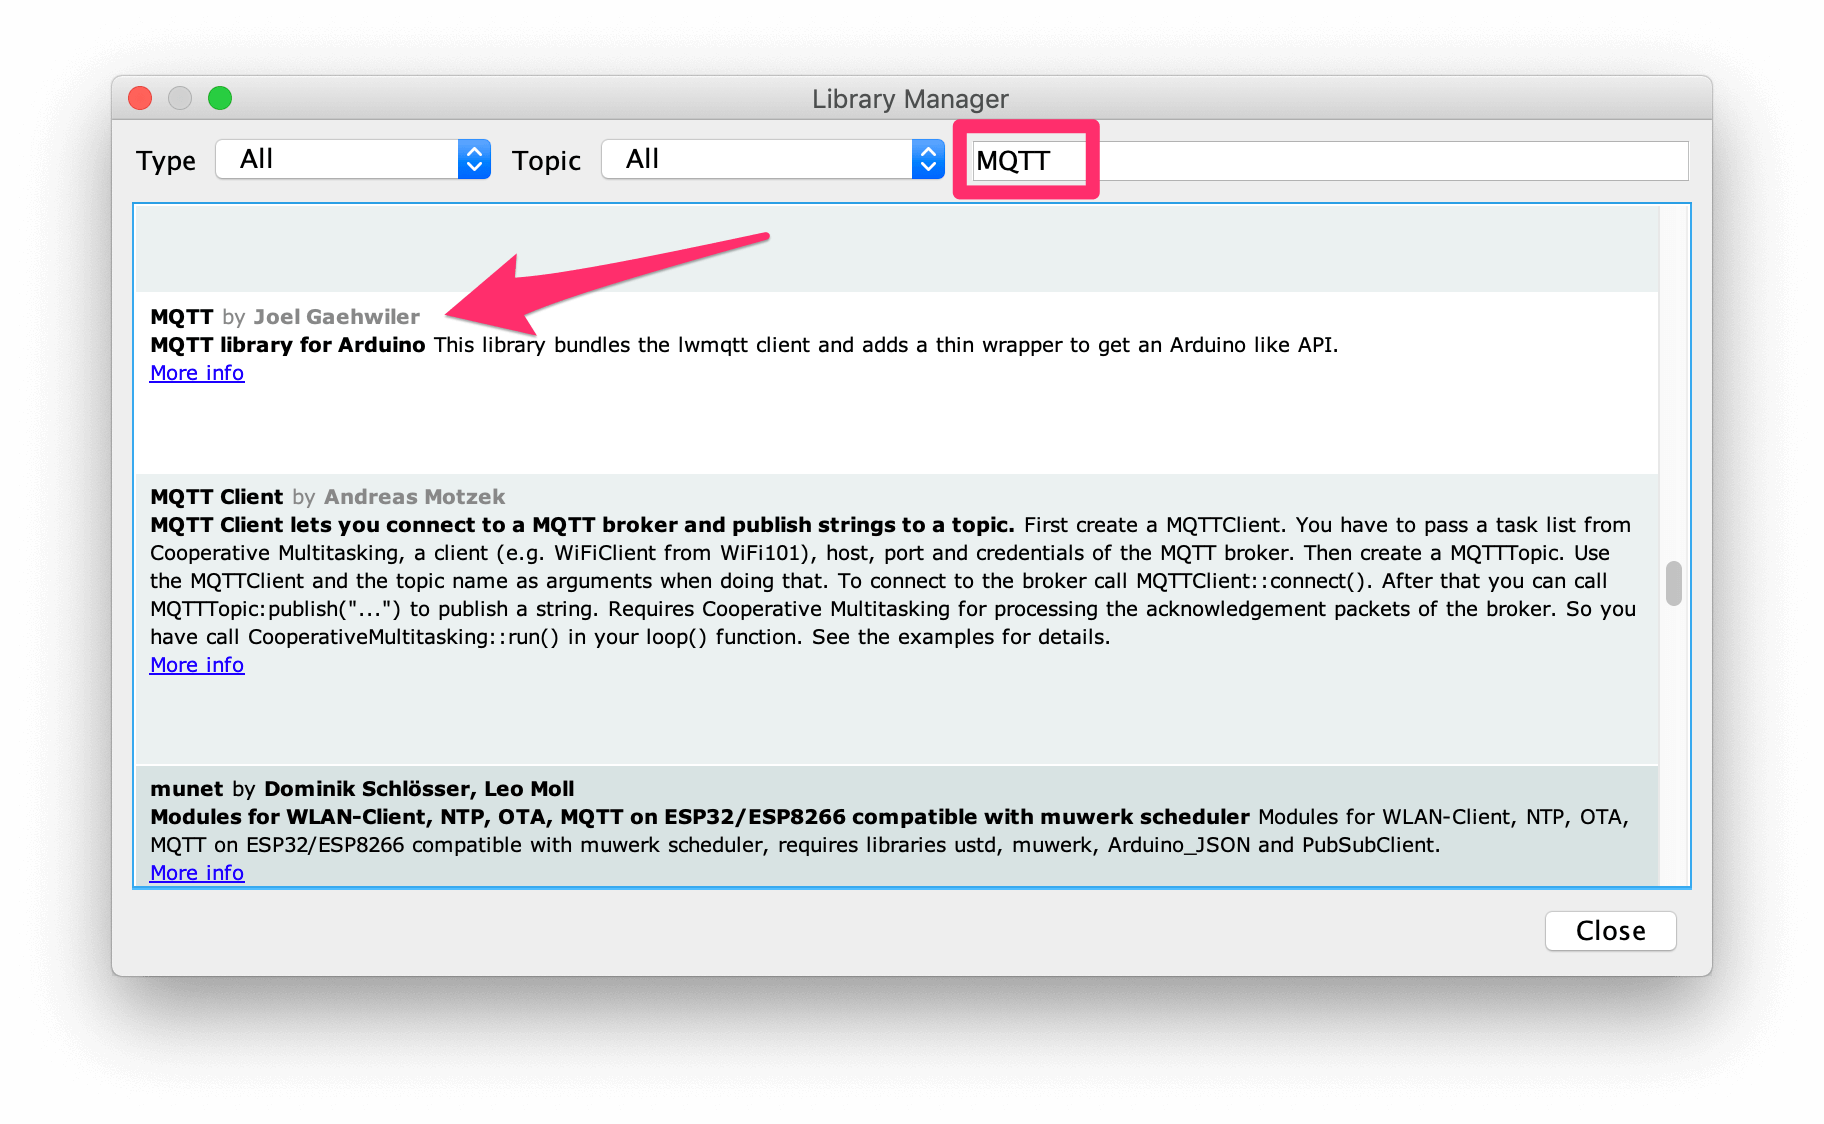 Library Manager
Type All Topic All MQTT
MQTT by Joel Gaehwiler
MQTT library for Arduino This library bundles the lwmqtt client and adds a thin wrapper to get an Arduino like API.
More info
MQTT Client by Andreas Motzek
MQTT Client lets you connect to a MQTT broker and publish strings to a topic. First create a MQTTClient. You have to pass a task list from
Cooperative Multitasking, a client (e.g. WiFiClient from WiFi101), host, port and credentials of the MQTT broker. Then create a MQTTTopic. Use
the MQTTClient and the topic name as arguments when doing that. To connect to the broker call MQTTClient::connect(). After that you can call
MQTTTopic:publish("...") to publish a string. Requires Cooperative Multitasking for processing the acknowledgement packets of the broker. So you
have call CooperativeMultitasking::run() in your loop() function. See the examples for details.
More info
munet by Dominik Schlösser, Leo Moll
Modules for WLAN-Client, NTP, OTA, MQTT on ESP32/ESP8266 compatible with muwerk scheduler Modules for WLAN-Client, NTP, OTA,
MQTT on ESP32/ESP8266 compatible with muwerk scheduler, requires libraries ustd, muwerk, Arduino_JSON and PubSubClient.
More info
Close